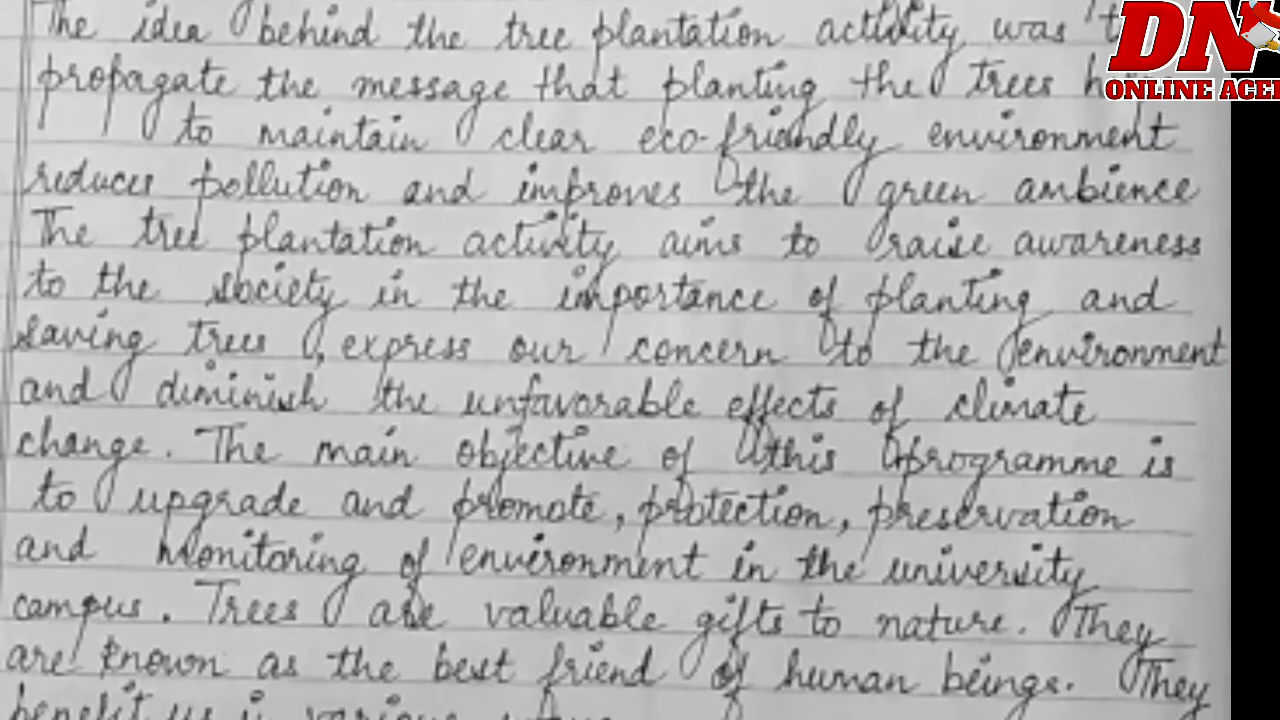 The idea behind the tree plantation activity was
propagate the message that planting the trees
to maintain clear eco-friendly environment
reduces pollution and improves the green ambience
The tree plantation activity aims to raise awareness
to the society in the importance of planting and
saving trees, express our concern to the environment
and diminish the unfavorable effects of climate
change. The main objective of this programme is
to upgrade and promote, protection, preservation
and monitoring of environment in the university
campus. Trees are valuable gifts to nature. They
are known as the best friend of human beings. They
benefit us in various
DN
ONLINE